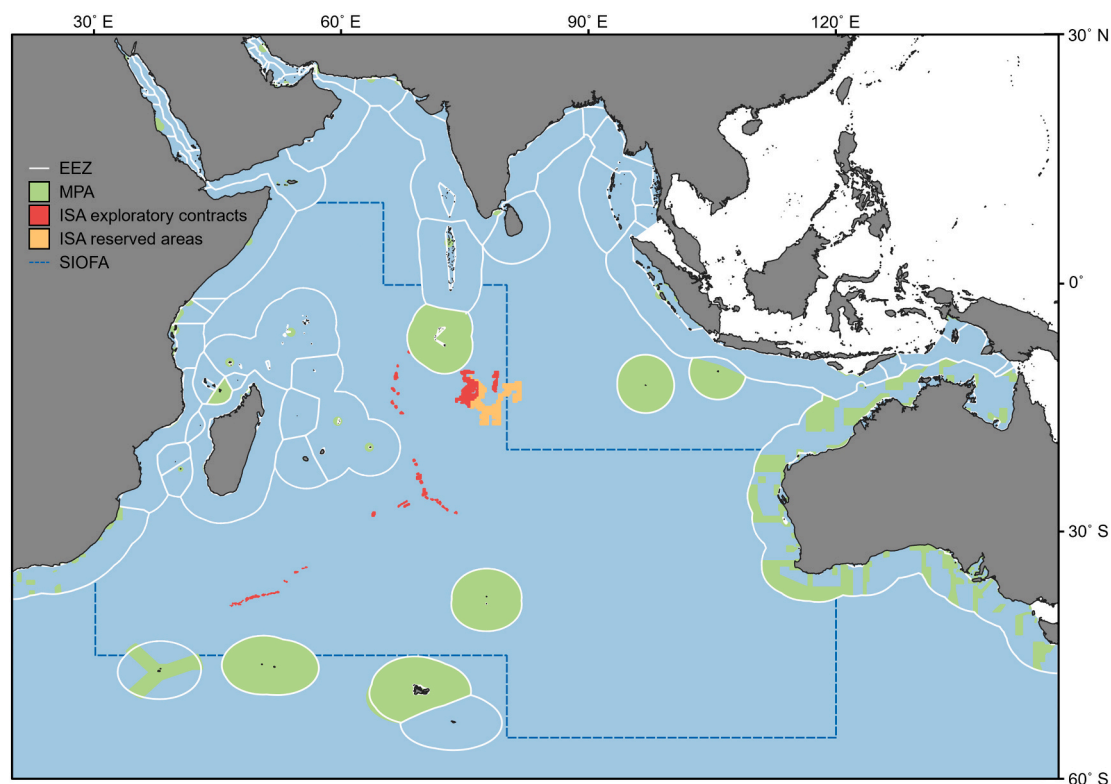 30° E
60° E
90° E
120° E
30° N
EEZ
MPA
ISA exploratory contracts
ISA reserved areas
SIOFA
0°
30° S
60° S